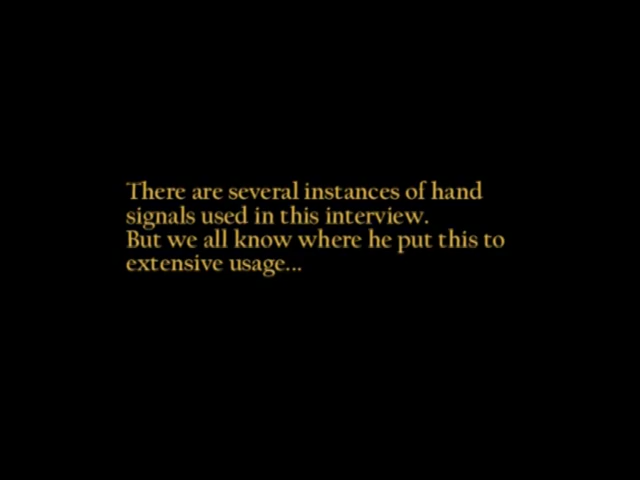 There are several instances of hand
signals used in this interview.
But we all know where he put this to
extensive usage...